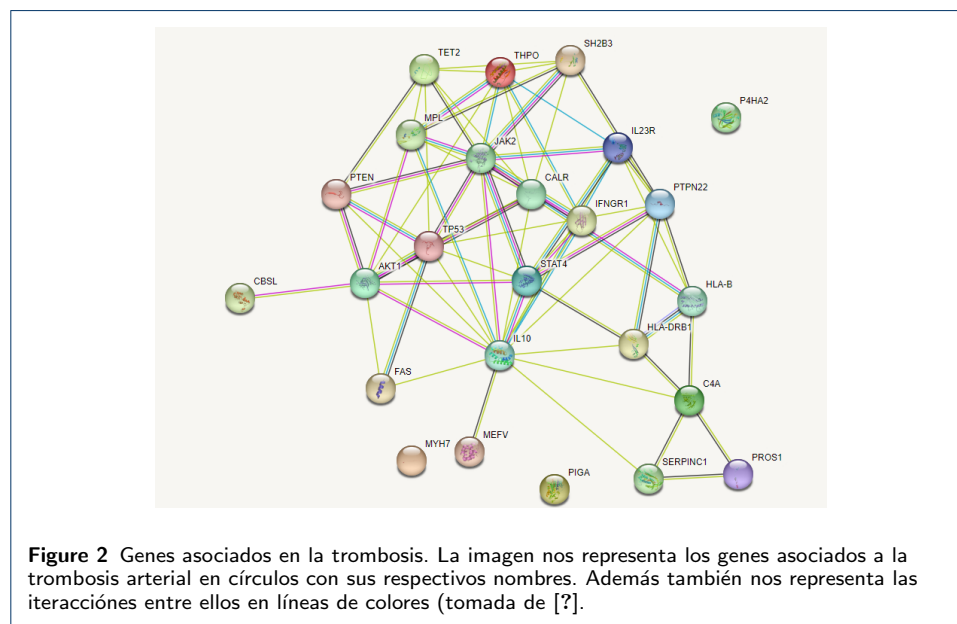 TET2
THPO
SH2B3
P4HA2
MPL
JAK2
IL23R
PTEN
CALR
PTPN22
IFNGR1
TP53
AKT1
STAT4
CBSL
HLA-B
HLA-DRB1
IL10
FAS
C4A
MYH7
MEFV
SERPINC1
PROS1
PIGA
Figure 2 Genes asociados en la trombosis. La imagen nos representa los genes asociados a la
trombosis arterial en círculos con sus respectivos nombres. Además también nos representa las
iteracciónes entre ellos en líneas de colores (tomada de [?].